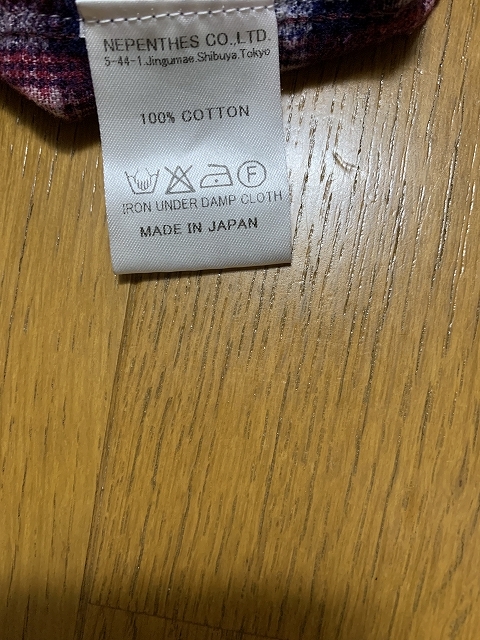 NEPENTHES CO.,LTD.
5-44-1.Jingumae.Shibuya.Tokyo
100% COTTON
F
IRON UNDER DAMP CLOTH
MADE IN JAPAN